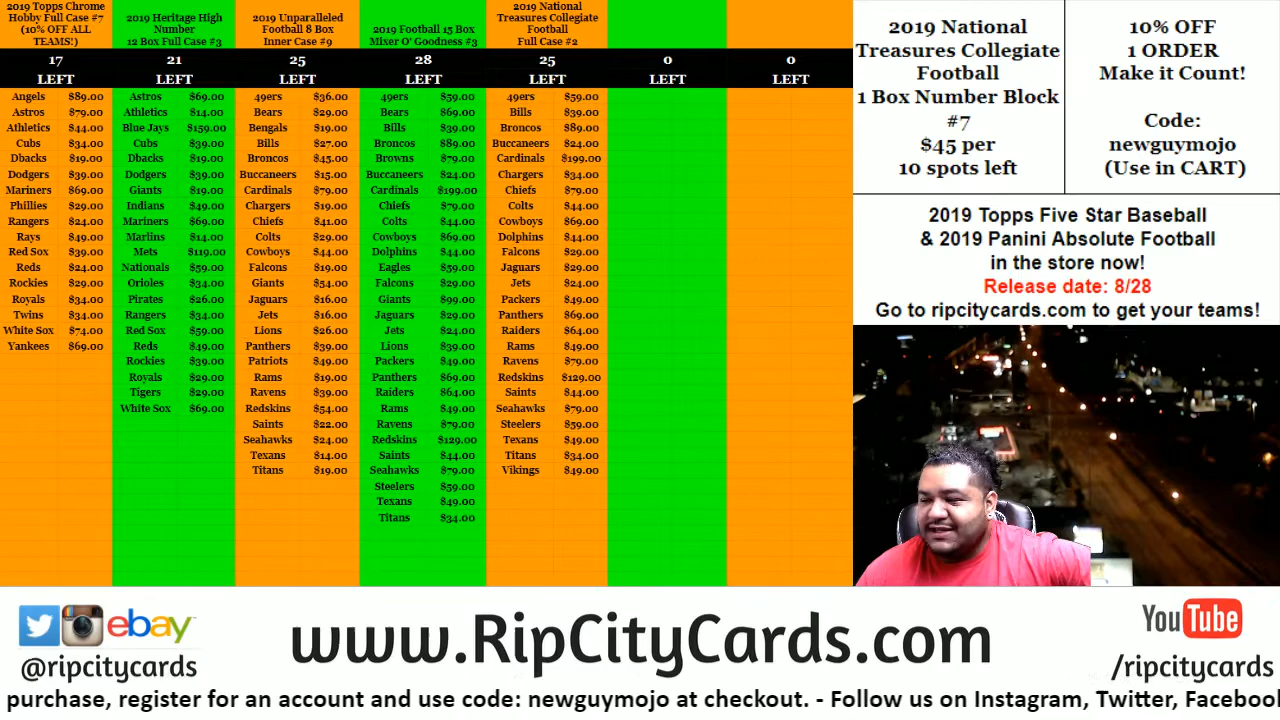 2019 Topps Chrome
Hobby Full Case #7
(10% OFF ALL
TEAMS!)
17
LEFT
Angels $89.00
Astros $79.00
Athletics $44.00
Cubs $34.00
Dbacks $19.00
Dodgers $39.00
Mariners $69.00
Phillies $29.00
Rangers $24.00
Rays $49.00
Red Sox $39.00
Reds $24.00
Rockies $29.00
Royals $34.00
Twins $34.00
White Sox $74.00
Yankees $69.00
2019 Heritage High
Number
12 Box Full Case #3
21
LEFT
Astros $69.00
Athletics $14.00
Blue Jays $159.00
Cubs $39.00
Dbacks $19.00
Dodgers $39.00
Giants $19.00
Indians $49.00
Mariners $69.00
Marlins $14.00
Mets $119.00
Nationals $59.00
Orioles $34.00
Pirates $26.00
Rangers $34.00
Red Sox $59.00
Reds $49.00
Rockies $39.00
Royals $29.00
Tigers $29.00
White Sox $69.00
2019 Unparalleled
Football 8 Box
Inner Case #9
25
LEFT
49ers $36.00
Bears $29.00
Bengals $19.00
Bills $27.00
Broncos $45.00
Buccaneers $15.00
Cardinals $79.00
Chargers $19.00
Chiefs $41.00
Colts $29.00
Cowboys $44.00
Falcons $19.00
Giants $54.00
Jaguars $16.00
Jets $16.00
Lions $26.00
Panthers $39.00
Patriots $49.00
Rams $19.00
Ravens $39.00
Redskins $54.00
Saints $22.00
Seahawks $24.00
Texans $14.00
Titans $19.00
2019 Football 15 Box
Mixer O' Goodness #3
28
LEFT
49ers $59.00
Bears $69.00
Bills $39.00
Broncos $89.00
Browns $79.00
Buccaneers $24.00
Cardinals $199.00
Chiefs $79.00
Colts $44.00
Cowboys $69.00
Dolphins $44.00
Eagles $59.00
Falcons $29.00
Giants $99.00
Jaguars $29.00
Jets $24.00
Lions $39.00
Packers $49.00
Panthers $69.00
Raiders $64.00
Rams $49.00
Ravens $79.00
Redskins $129.00
Saints $44.00
Seahawks $79.00
Steelers $59.00
Texans $49.00
Titans $34.00
2019 National
Treasures Collegiate
Football
Full Case #2
25
LEFT
49ers $59.00
Bills $39.00
Broncos $89.00
Buccaneers $24.00
Cardinals $199.00
Chargers $34.00
Chiefs $79.00
Colts $44.00
Cowboys $69.00
Dolphins $44.00
Falcons $29.00
Jaguars $29.00
Jets $24.00
Packers $49.00
Panthers $69.00
Raiders $64.00
Rams $49.00
Ravens $79.00
Redskins $129.00
Saints $44.00
Seahawks $79.00
Steelers $59.00
Texans $49.00
Titans $34.00
Vikings $49.00
0
LEFT
0
LEFT
2019 National
Treasures Collegiate
Football
1 Box Number Block
#7
$45 per
10 spots left
10% OFF
1 ORDER
Make it Count!
Code:
newguymojo
(Use in CART)
2019 Topps Five Star Baseball
& 2019 Panini Absolute Football
in the store now!
Release date: 8/28
Go to ripcitycards.com to get your teams!
ebay
@ripcitycards
www.RipCityCards.com
YouTube
/ripcitycards
purchase, register for an account and use code: newguymojo at checkout. - Follow us on Instagram, Twitter, Facebook